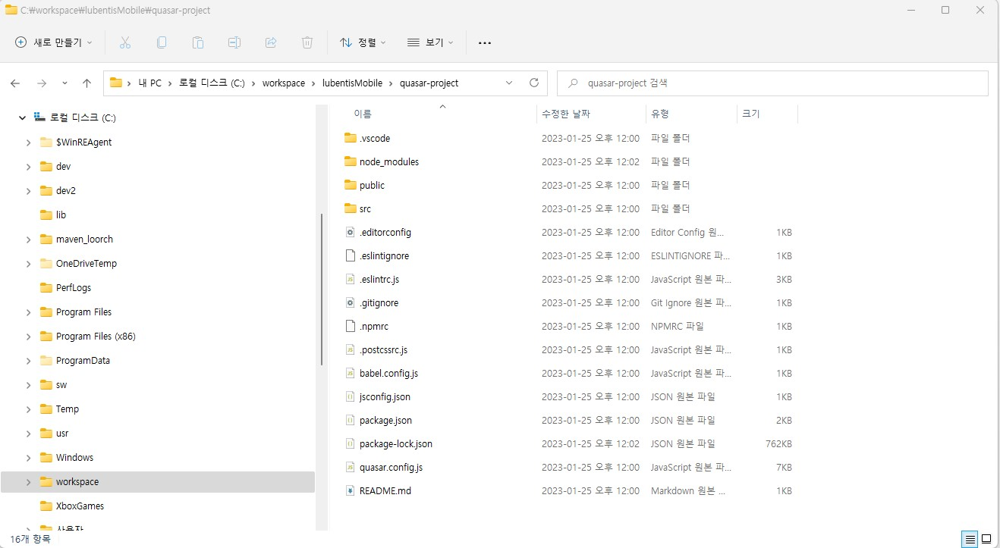 C:₩workspace₩lubentisMobile₩quasar-project
새로 만들기 정렬 보기 ...
내 PC > 로컬 디스크 (C:) > workspace > lubentisMobile > quasar-project quasar-project 검색
로컬 디스크 (C:)
$WinREAgent
dev
dev2
lib
maven_loorch
OneDriveTemp
PerfLogs
Program Files
Program Files (x86)
ProgramData
sw
Temp
usr
Windows
workspace
XboxGames
사용자
이름 수정한 날짜 유형 크기
.vscode 2023-01-25 오후 12:00 파일 폴더
node_modules 2023-01-25 오후 12:02 파일 폴더
public 2023-01-25 오후 12:00 파일 폴더
src 2023-01-25 오후 12:00 파일 폴더
.editorconfig 2023-01-25 오후 12:00 Editor Config 원... 1KB
.eslintignore 2023-01-25 오후 12:00 ESLINTIGNORE 파... 1KB
.eslintrc.js 2023-01-25 오후 12:00 JavaScript 원본 파... 3KB
.gitignore 2023-01-25 오후 12:00 Git Ignore 원본 파... 1KB
.npmrc 2023-01-25 오후 12:00 NPMRC 파일 1KB
.postcssrc.js 2023-01-25 오후 12:00 JavaScript 원본 파... 1KB
babel.config.js 2023-01-25 오후 12:00 JavaScript 원본 파... 1KB
jsconfig.json 2023-01-25 오후 12:00 JSON 원본 파일 1KB
package.json 2023-01-25 오후 12:00 JSON 원본 파일 2KB
package-lock.json 2023-01-25 오후 12:02 JSON 원본 파일 762KB
quasar.config.js 2023-01-25 오후 12:00 JavaScript 원본 파... 7KB
README.md 2023-01-25 오후 12:00 Markdown 원본 ... 1KB
16개 항목